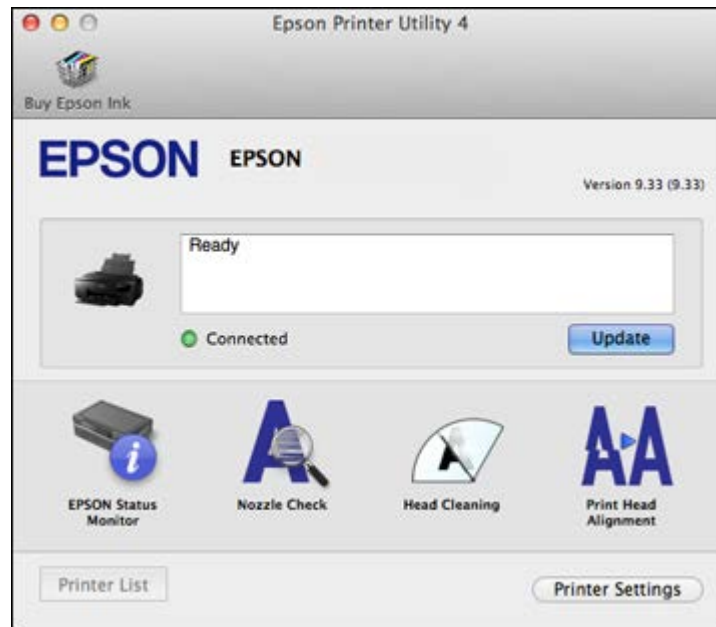 Epson Printer Utility 4
Buy Epson Ink
EPSON EPSON
Version 9.33 (9.33)
Ready
Connected
Update
EPSON Status
Monitor
Nozzle Check
Head Cleaning
Print Head
Alignment
Printer List
Printer Settings